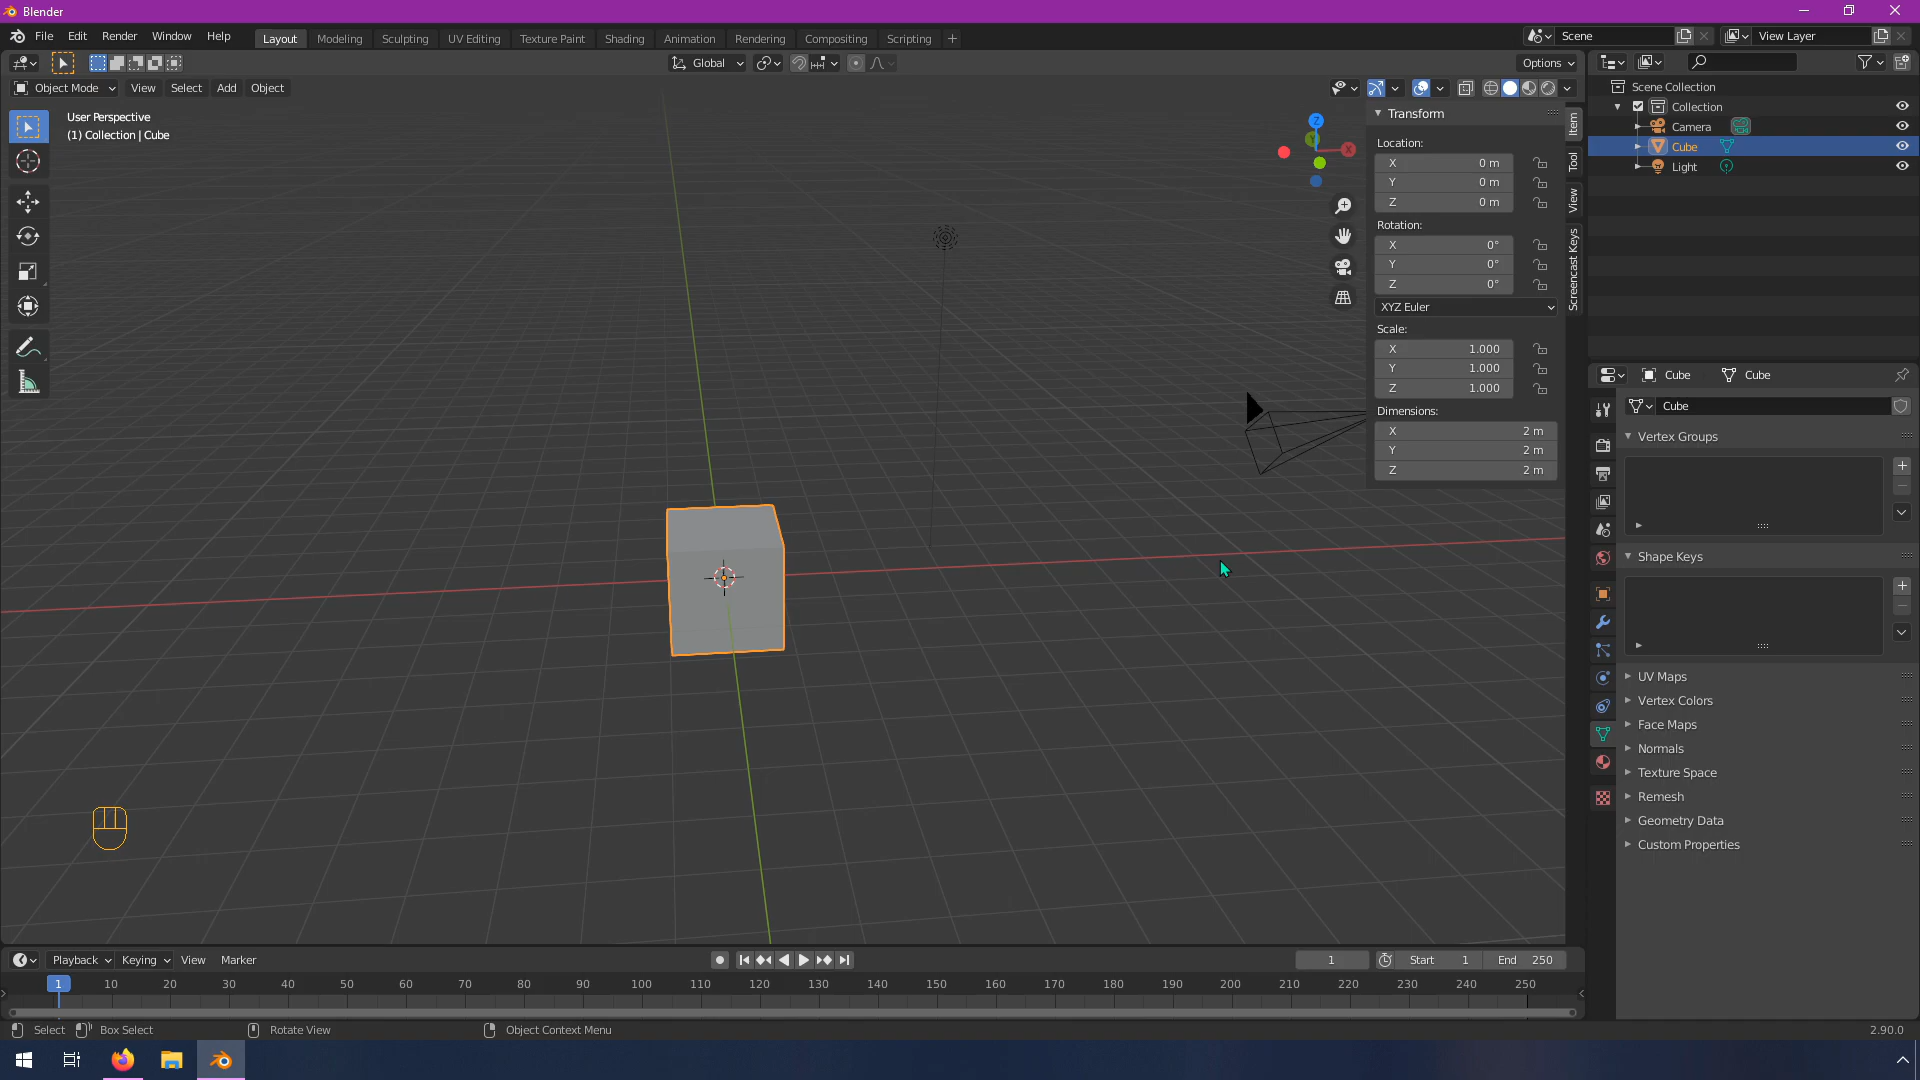 Blender
File Edit Render Window Help
Layout Modeling Sculpting UV Editing Texture Paint Shading Animation Rendering Compositing Scripting +
Scene View Layer
Global Options
Object Mode View Select Add Object
User Perspective
(1) Collection | Cube
Z
Y
X
Transform
Location:
X 0 m
Y 0 m
Z 0 m
Rotation:
X 0°
Y 0°
Z 0°
XYZ Euler
Scale:
X 1.000
Y 1.000
Z 1.000
Dimensions:
X 2 m
Y 2 m
Z 2 m
Item
Tool
View
Screencast Keys
Scene Collection
Collection
Camera
Cube
Light
Cube Cube
Cube
Vertex Groups
Shape Keys
UV Maps
Vertex Colors
Face Maps
Normals
Texture Space
Remesh
Geometry Data
Custom Properties
Playback Keying View Marker
1 Start 1 End 250
1 10 20 30 40 50 60 70 80 90 100 110 120 130 140 150 160 170 180 190 200 210 220 230 240 250
Select Box Select Rotate View Object Context Menu 2.90.0